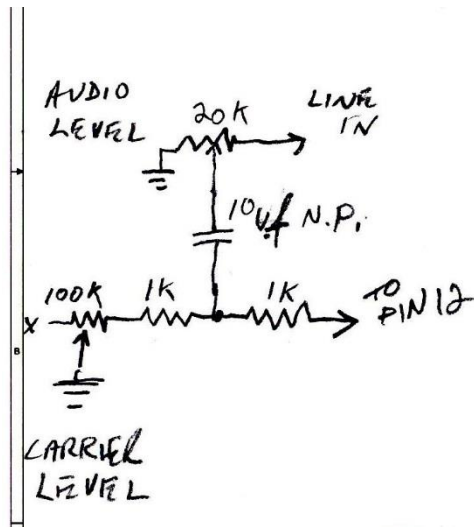 AUDIO
LEVEL
20K
LINE
IN
10uf N.P.
100K
1K
1K
TO
PIN 12
X
B
CARRIER
LEVEL